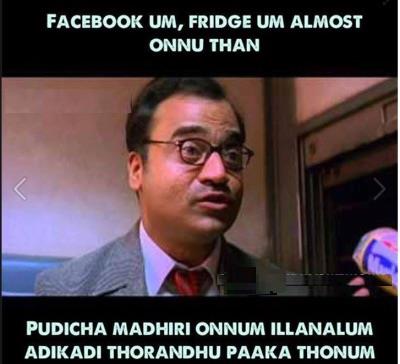 FACEBOOK UM, FRIDGE UM ALMOST
ONNU THAN
PUDICHA MADHIRI ONNUM ILLANALUM
ADIKADI THORANDHU PAAKA THONUM